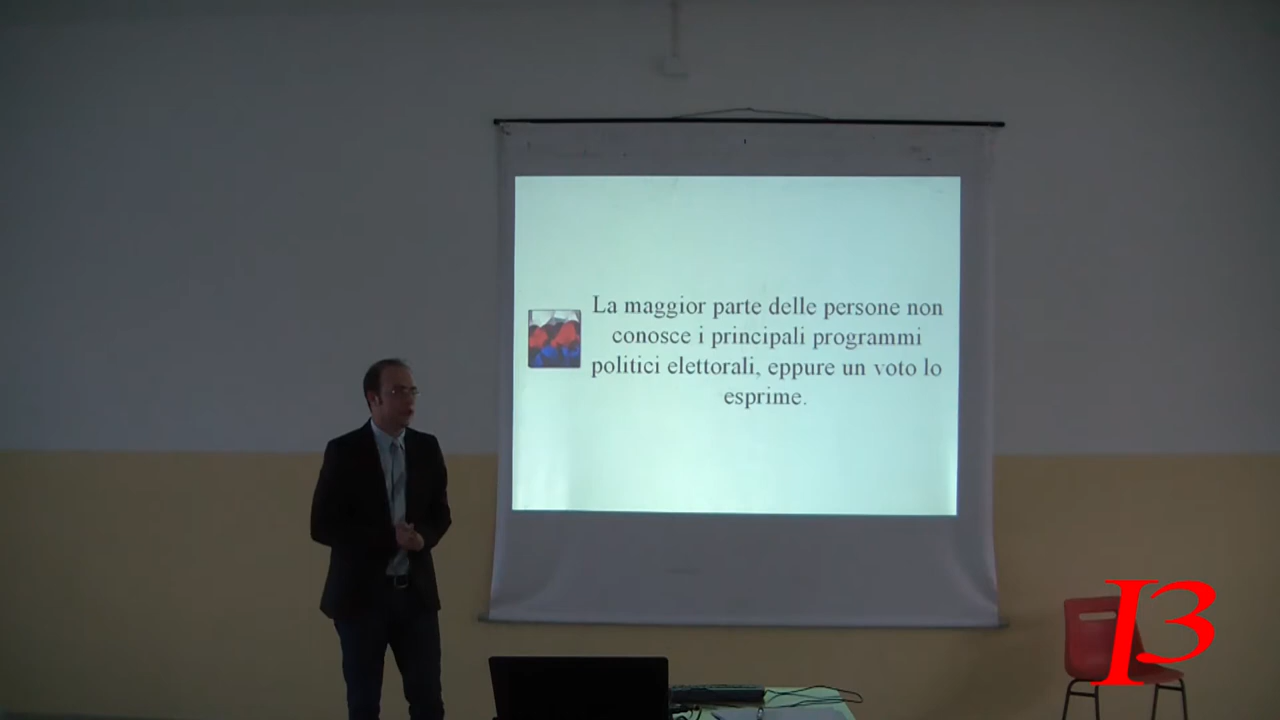 La maggior parte delle persone non
conosce i principali programmi
politici elettorali, eppure un voto lo
esprime.
I3